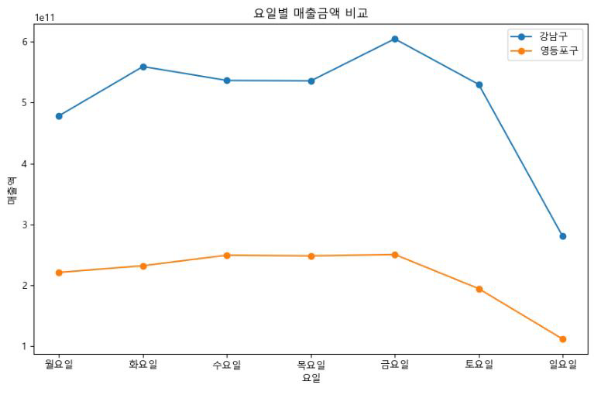 요일별 매출금액 비교
1e11
강남구
영등포구
6
5
4
3
2
1
매출액
월요일 화요일 수요일 목요일 금요일 토요일 일요일
요일